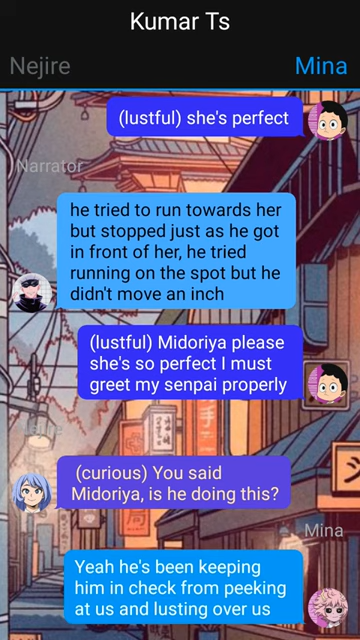 Kumar Ts
Nejire Mina
(lustful) she's perfect
Narrator
he tried to run towards her
but stopped just as he got
in front of her, he tried
running on the spot but he
didn't move an inch
(lustful) Midoriya please
she's so perfect I must
greet my senpai properly
(curious) You said
Midoriya, is he doing this?
Mina
Yeah he's been keeping
him in check from peeking
at us and lusting over us